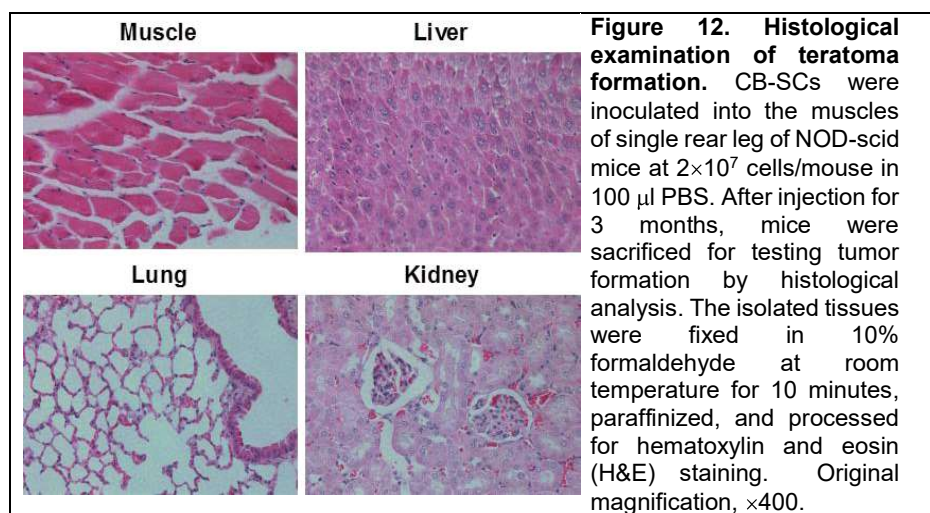 Muscle
Liver
Lung
Kidney
Figure 12. Histological
examination of teratoma
formation. CB-SCs were
inoculated into the muscles
of single rear leg of NOD-scid
mice at 2×10⁷ cells/mouse in
100 μl PBS. After injection for
3 months, mice were
sacrificed for testing tumor
formation by histological
analysis. The isolated tissues
were fixed in 10%
formaldehyde at room
temperature for 10 minutes,
paraffinized, and processed
for hematoxylin and eosin
(H&E) staining. Original
magnification, ×400.